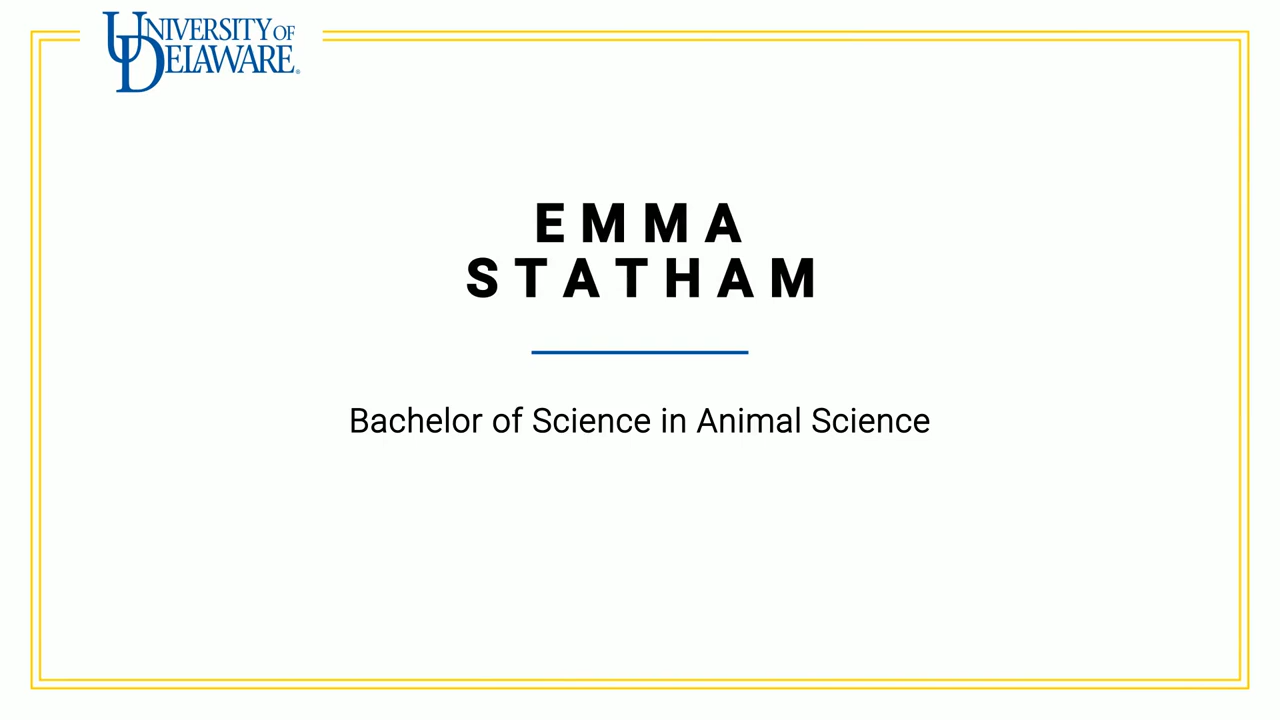 UNIVERSITY OF
DELAWARE®
EMMA
STATHAM
Bachelor of Science in Animal Science